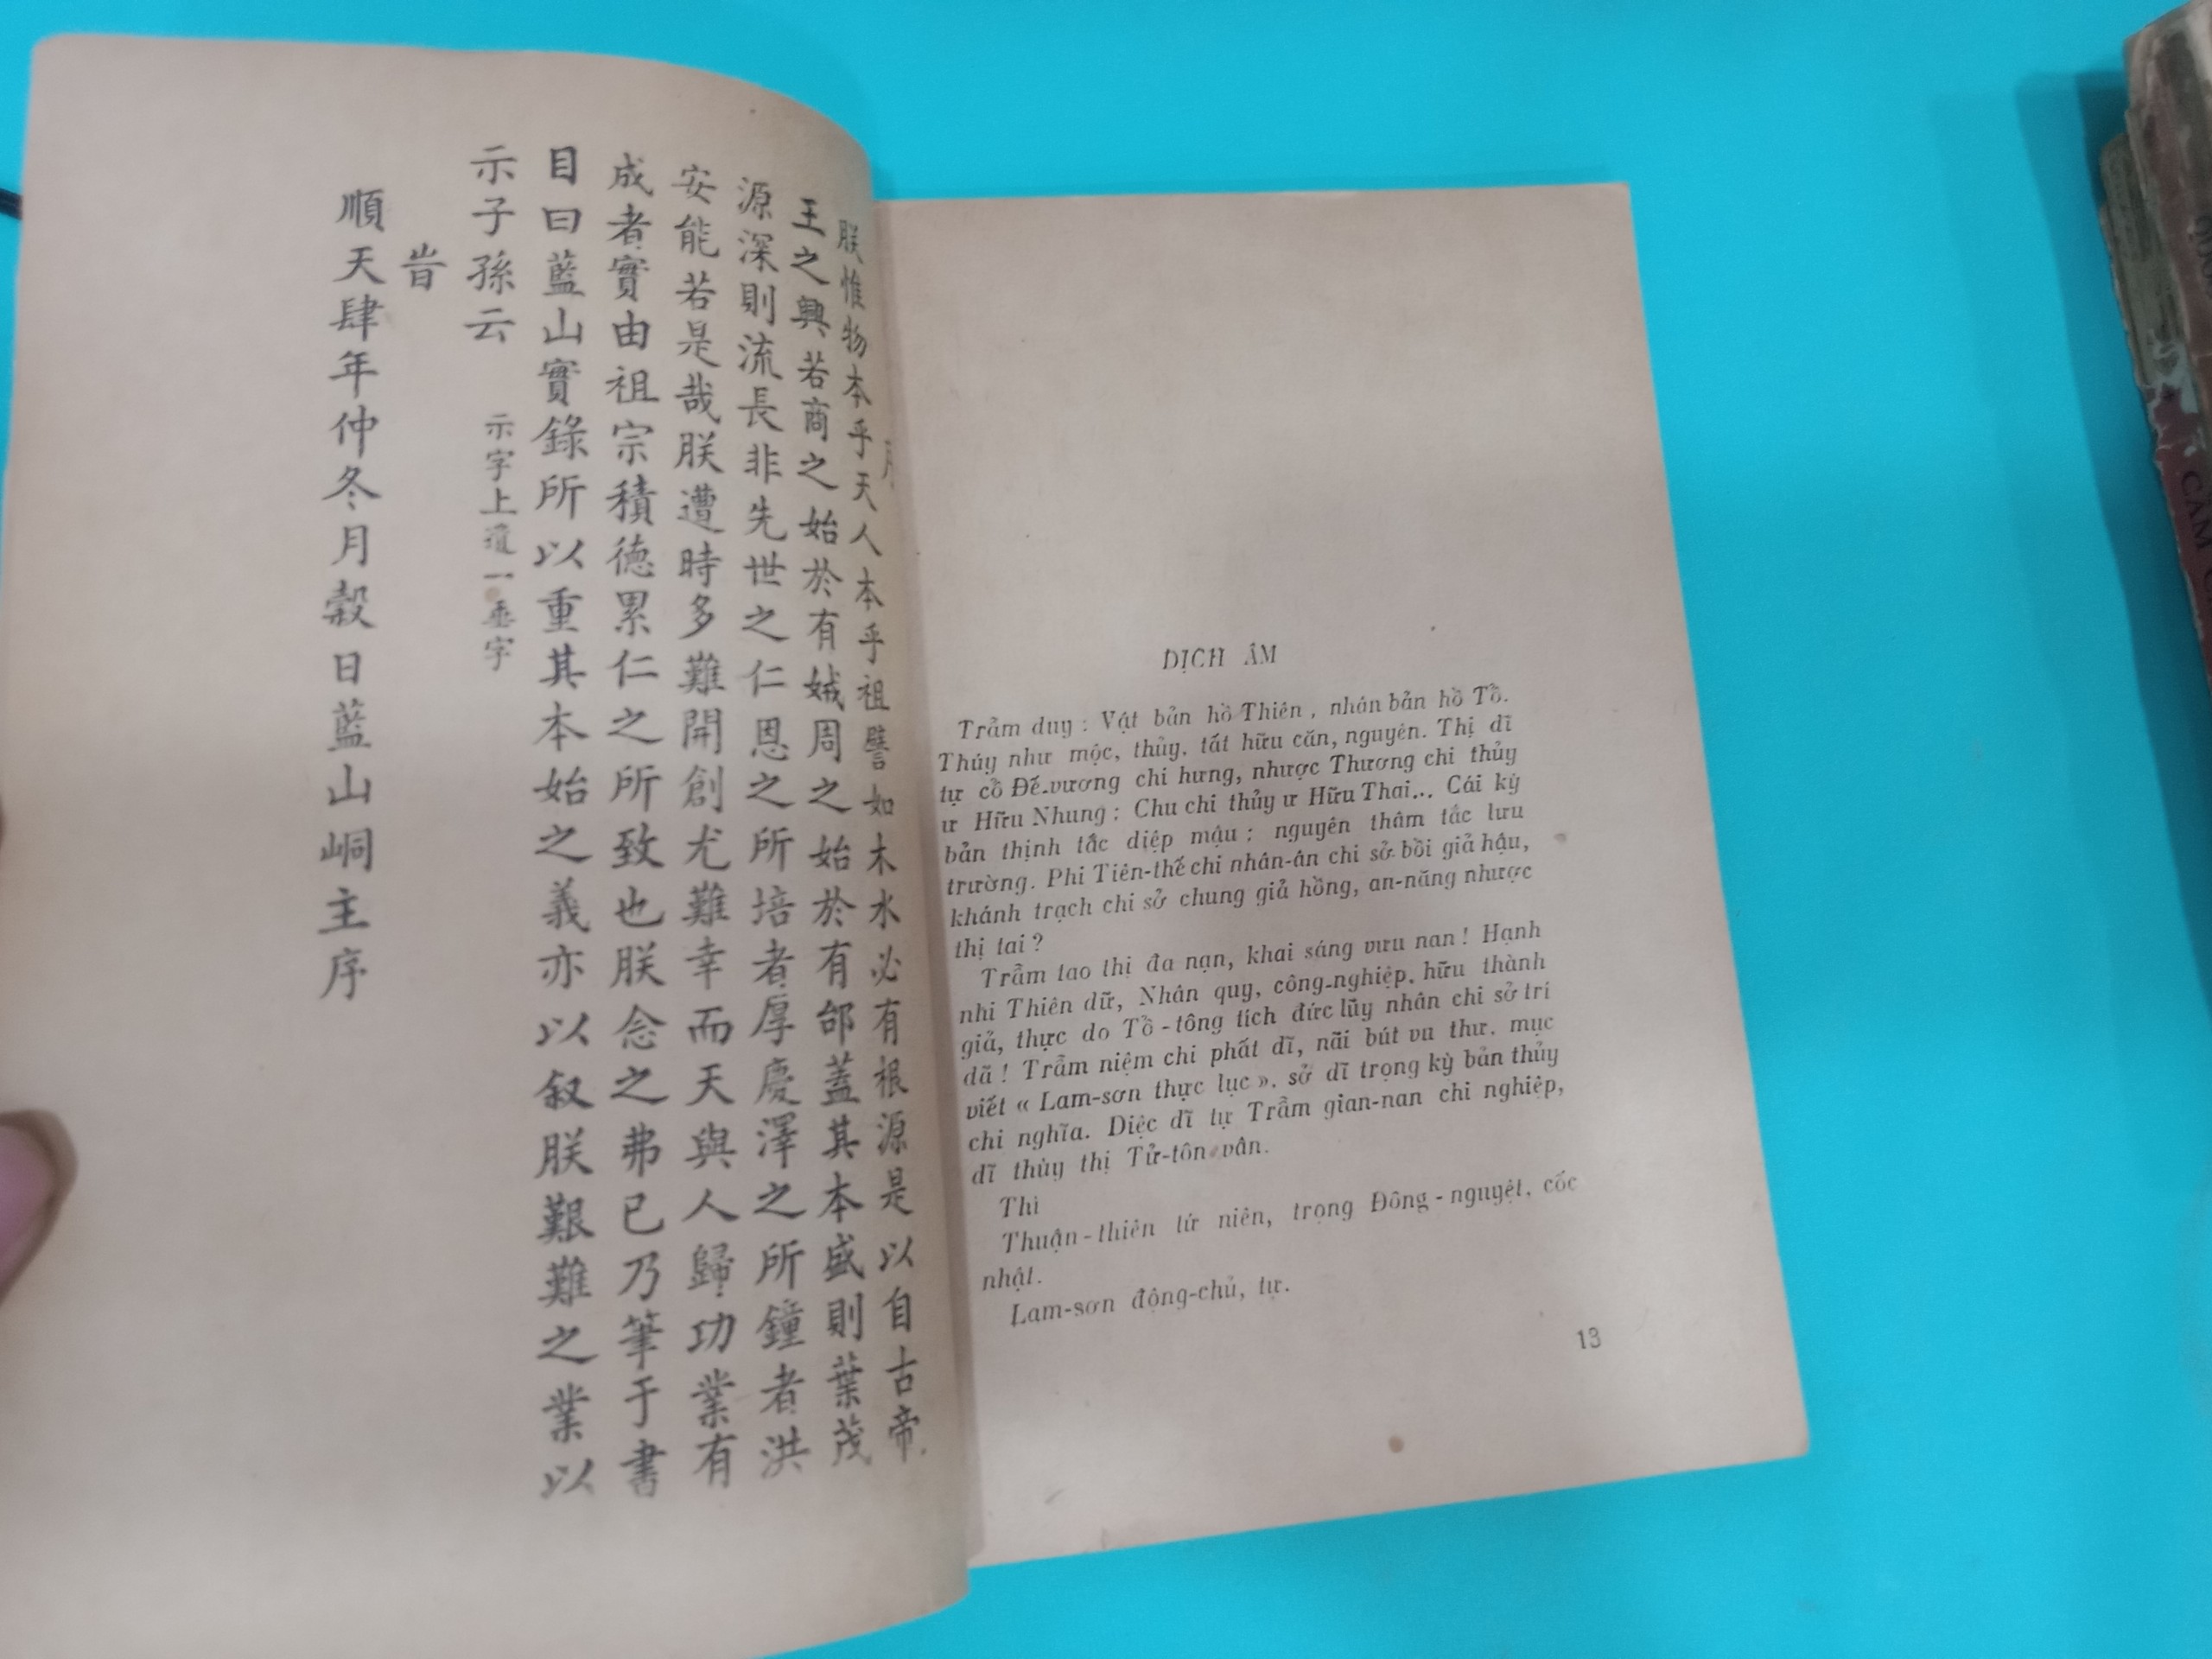 朕惟物本乎天人本乎祖譬如木水必有根源是以自古帝
王之興若商之始於有娀周之始於有邰蓋其本盛則葉茂
源深則流長非先世之仁恩之所培者厚慶澤之所鐘者洪
安能若是哉朕遭時多難開創尤難幸而天與人歸功業有
成者實由祖宗積德累仁之所致也朕念之弗已乃筆于書
目曰藍山實錄所以重其本始之義亦以叙朕艱難之業以
示子孫云
示字上遺一垂字
旹
順天肆年仲冬月穀日藍山峒主序
DỊCH ÂM
Trẫm duy : Vật bản hồ Thiên, nhân bản hồ Tổ.
Thúy như mộc, thủy. tất hữu căn, nguyên. Thị dĩ
tự cổ Đế-vương chi hưng, nhược Thương chi thủy
ư Hữu Nhung ; Chu chi thủy ư Hữu Thai... Cái kỳ
bản thịnh tắc diệp mậu ; nguyên thâm tắc lưu
trường. Phi Tiên-thế chi nhân-ân chi sở bồi giả hậu,
khánh trạch chi sở chung giả hồng, an-năng nhược
thị tai ?
Trẫm tao thị đa nạn, khai sáng vưu nan ! Hạnh
nhi Thiên dữ, Nhân quy, công-nghiệp. hữu thành
giả, thực do Tổ-tông tích đức lũy nhân chi sở trí
dã ! Trẫm niệm chi phất dĩ, nãi bút vu thư. mục
viết « Lam-sơn thực lục ». sở dĩ trọng kỳ bản thủy
chi nghĩa. Diệc dĩ tự Trẫm gian-nan chi nghiệp,
dĩ thùy thị Tử-tôn vân.
Thì
Thuận-thiên tứ niên, trọng Đông-nguyệt, cốc
nhật.
Lam-sơn động-chủ, tự.
13